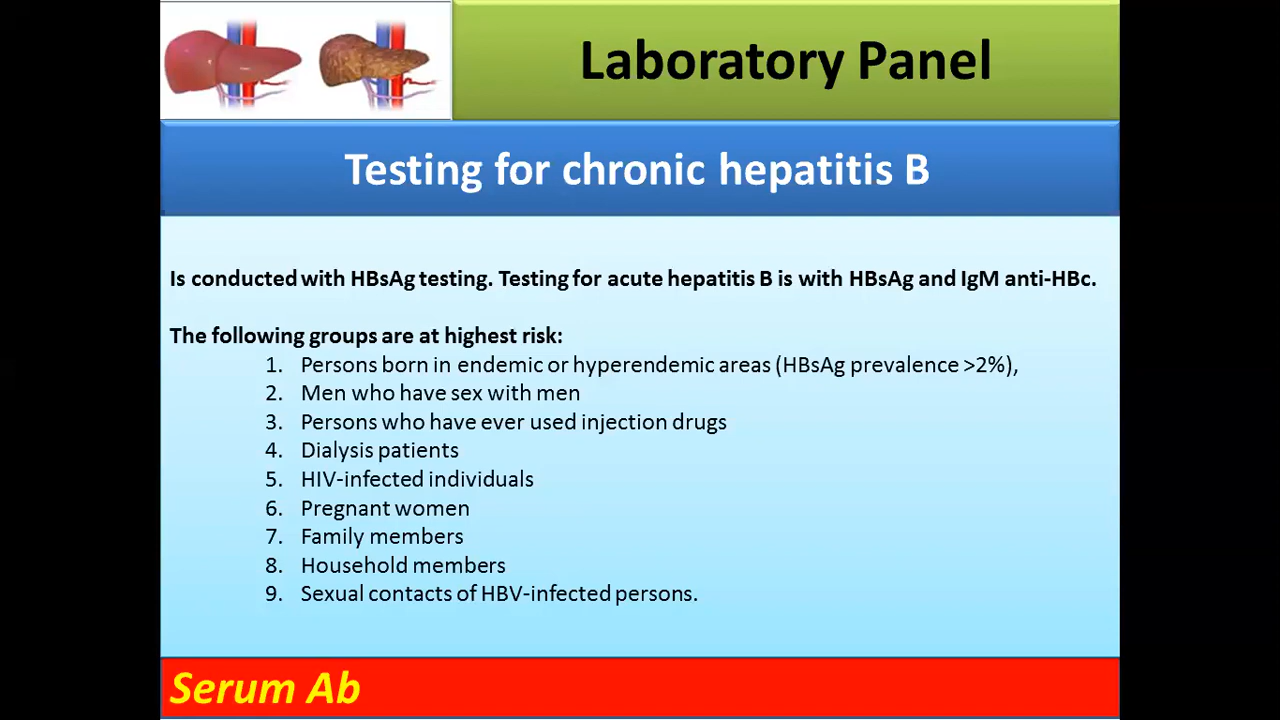 Laboratory Panel
Testing for chronic hepatitis B
Is conducted with HBsAg testing. Testing for acute hepatitis B is with HBsAg and IgM anti-HBc.
The following groups are at highest risk:
1. Persons born in endemic or hyperendemic areas (HBsAg prevalence >2%),
2. Men who have sex with men
3. Persons who have ever used injection drugs
4. Dialysis patients
5. HIV-infected individuals
6. Pregnant women
7. Family members
8. Household members
9. Sexual contacts of HBV-infected persons.
Serum Ab